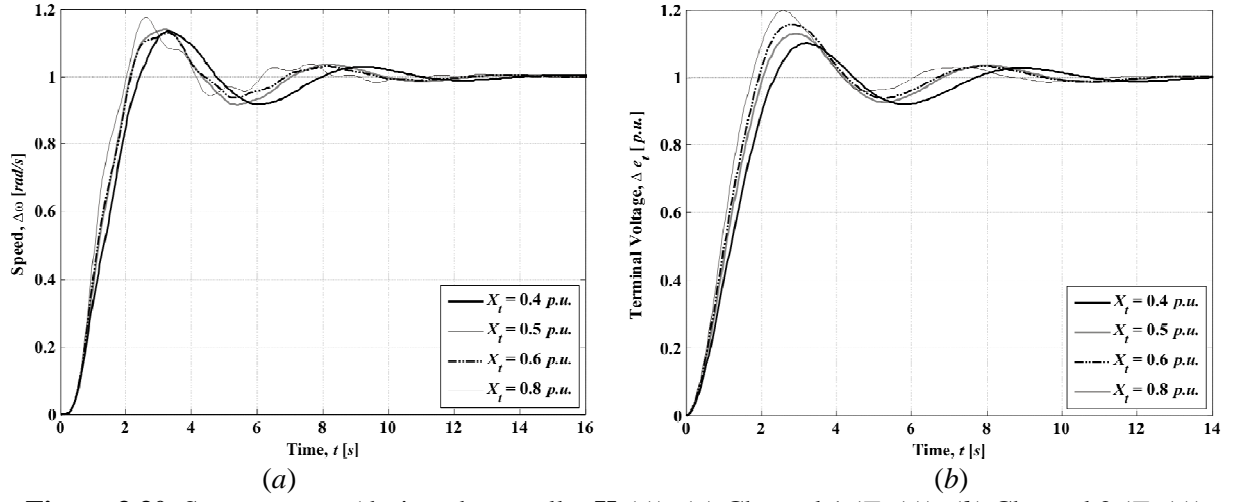 1.2
1
0.8
0.6
0.4
0.2
0
Speed, Δω [rad/s]
0 2 4 6 8 10 12 14 16
Time, t [s]
X_t = 0.4 p.u.
X_t = 0.5 p.u.
X_t = 0.6 p.u.
X_t = 0.8 p.u.
(a)
1.2
1
0.8
0.6
0.4
0.2
0
Terminal Voltage, Δ e_t [ p.u.]
0 2 4 6 8 10 12 14
Time, t [s]
X_t = 0.4 p.u.
X_t = 0.5 p.u.
X_t = 0.6 p.u.
X_t = 0.8 p.u.
(b)